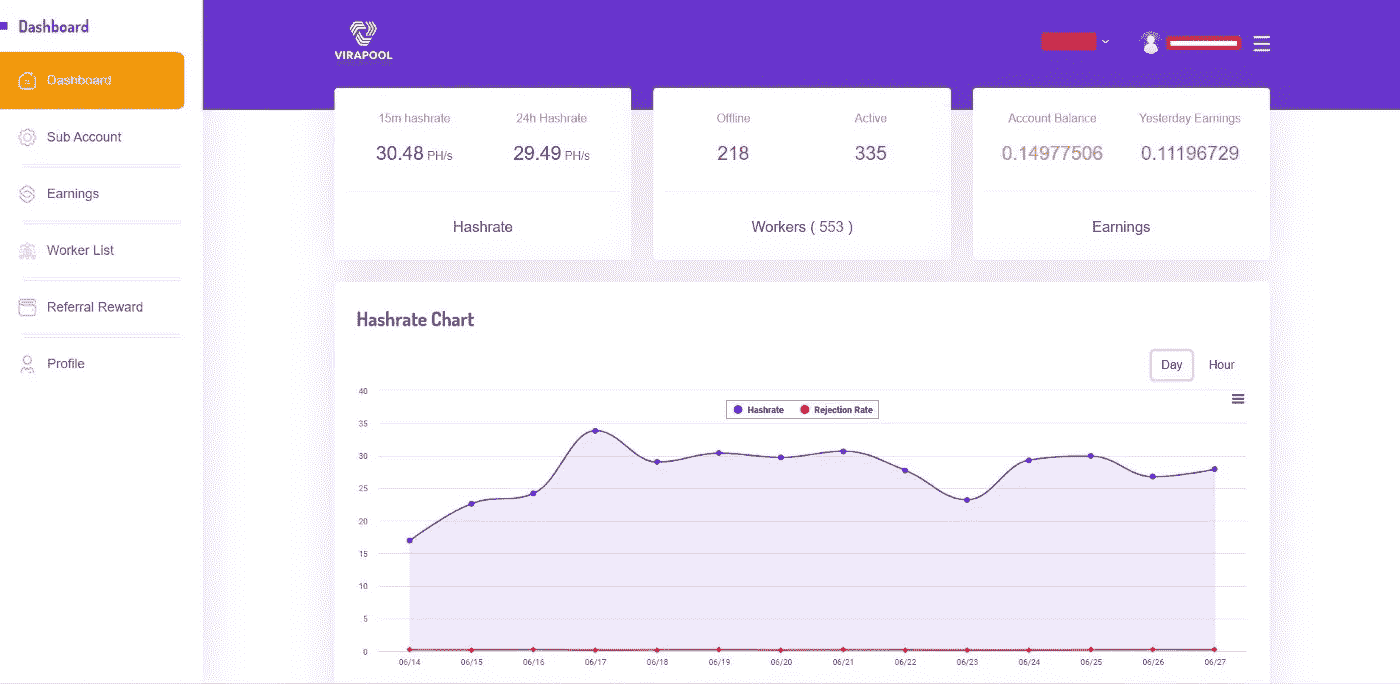 Dashboard
Dashboard
Sub Account
Earnings
Worker List
Referral Reward
Profile
VIRAPOOL
15m hashrate 24h Hashrate
30.48 PH/s 29.49 PH/s
Hashrate
Offline Active
218 335
Workers ( 553 )
Account Balance Yesterday Earnings
0.14977506 0.11196729
Earnings
Hashrate Chart
Day Hour
Hashrate Rejection Rate
40
35
30
25
20
15
10
5
0
06/14 06/15 06/16 06/17 06/18 06/19 06/20 06/21 06/22 06/23 06/24 06/25 06/26 06/27